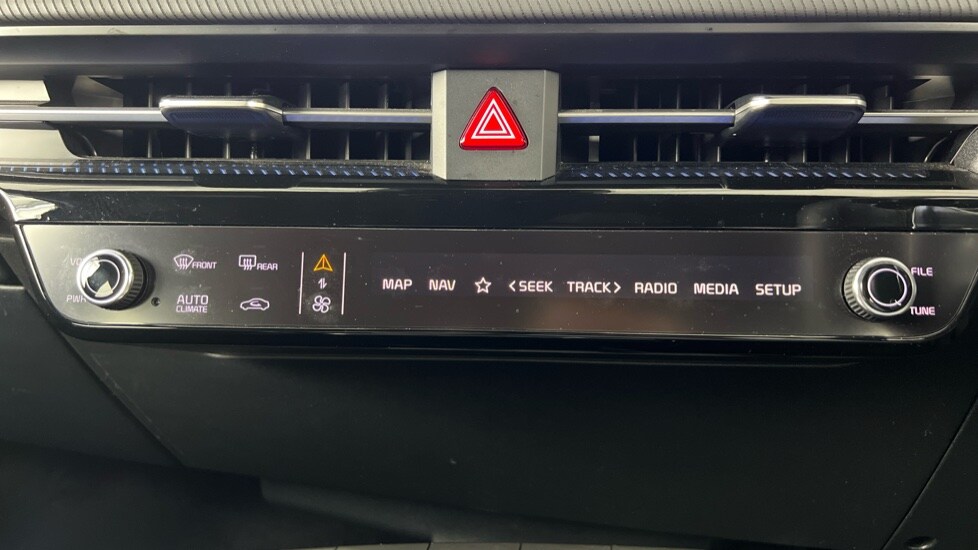 VOL
FRONT
REAR
AUTO
CLIMATE
PWR
MAP NAV <SEEK TRACK> RADIO MEDIA SETUP
FILE
TUNE